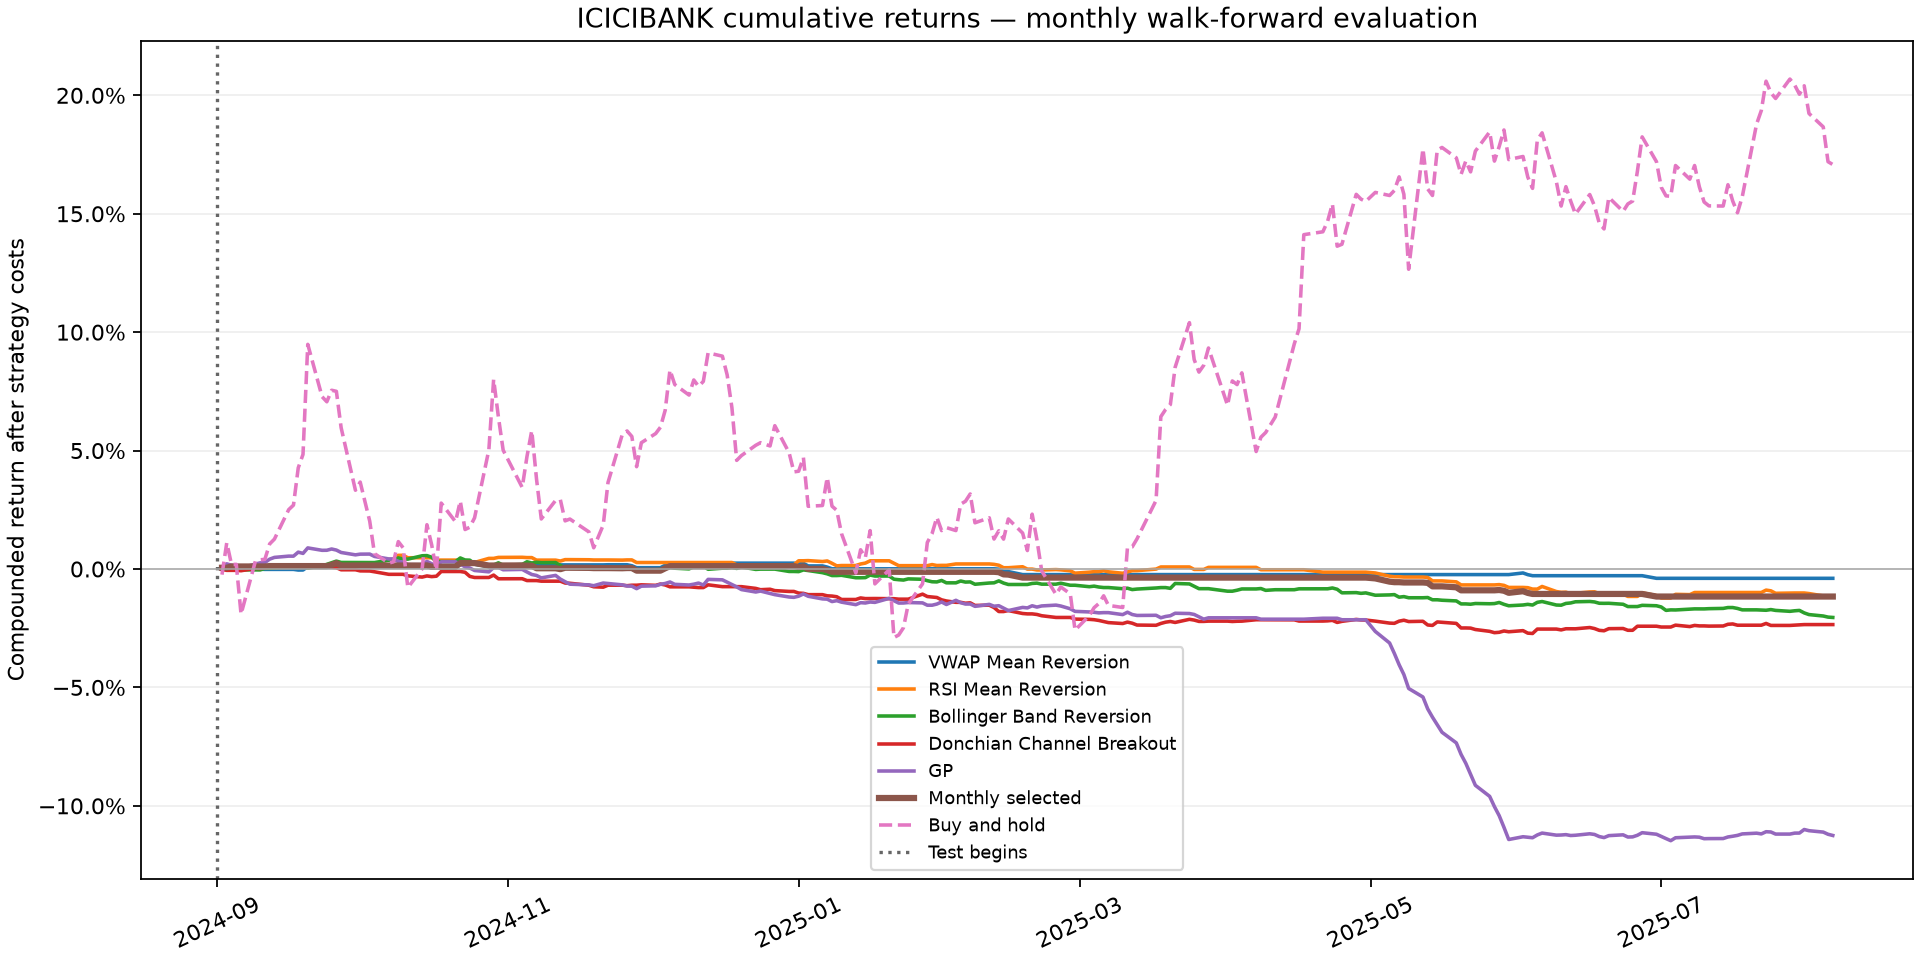 ICICIBANK cumulative returns — monthly walk-forward evaluation
Compounded return after strategy costs
20.0%
15.0%
10.0%
5.0%
0.0%
−5.0%
−10.0%
VWAP Mean Reversion
RSI Mean Reversion
Bollinger Band Reversion
Donchian Channel Breakout
GP
Monthly selected
Buy and hold
Test begins
2024-09
2024-11
2025-01
2025-03
2025-05
2025-07